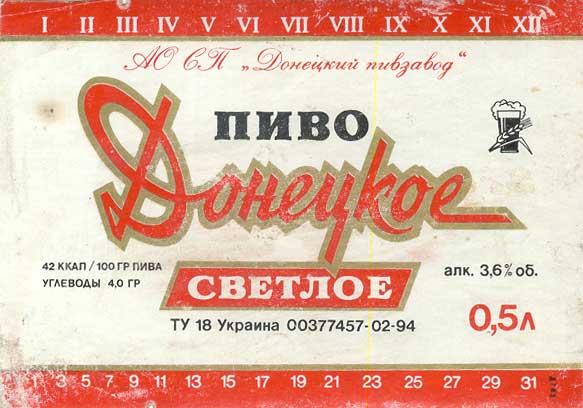 I II III IV V VI VII VIII IX X XI XII
АО СП „Донецкий пивзавод"
ПИВО
Донецкое
42 ККАП/100 ГР ПИВА
УГЛЕВОДЫ 4,0 ГР
СВЕТЛОЕ
алк. 3,6% об.
ТУ 18 Украина 00377457-02-94
0,5л
1 3 5 7 9 11 13 15 17 19 21 23 25 27 29 31